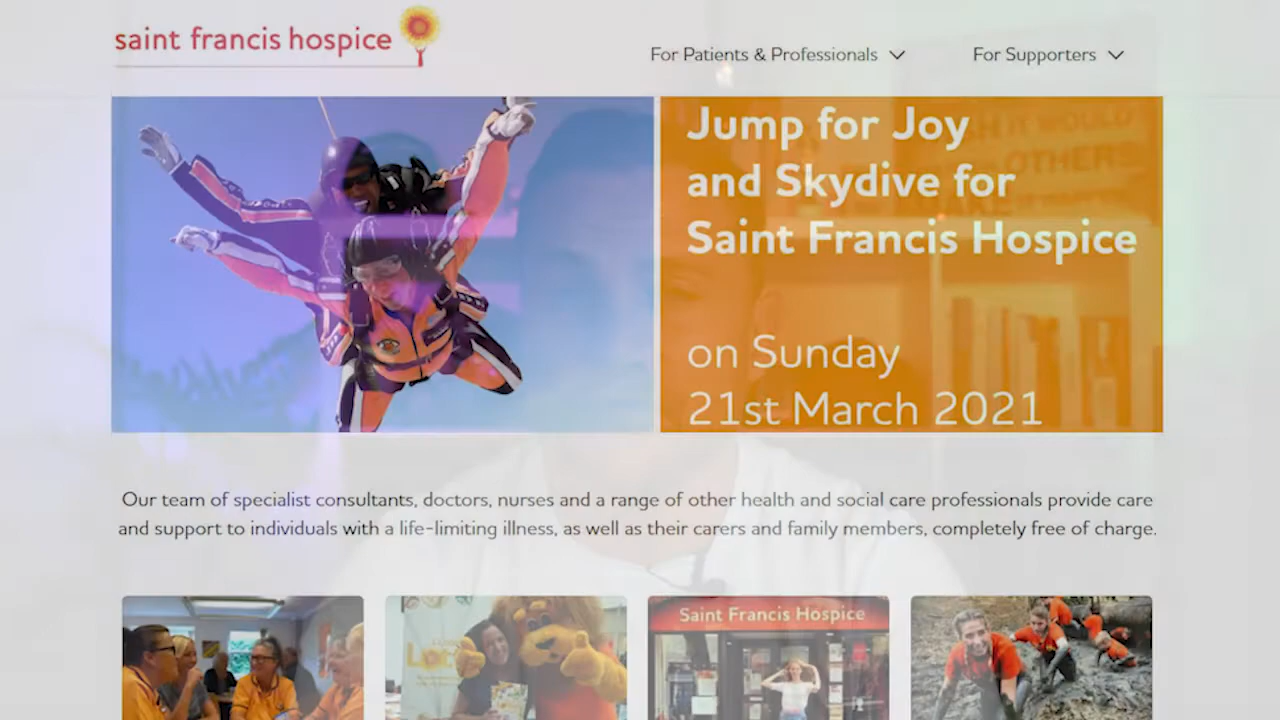 saint francis hospice
For Patients & Professionals
For Supporters
Jump for Joy
and Skydive for
Saint Francis Hospice
on Sunday
21st March 2021
Our team of specialist consultants, doctors, nurses and a range of other health and social care professionals provide care
and support to individuals with a life-limiting illness, as well as their carers and family members, completely free of charge.
Saint Francis Hospice